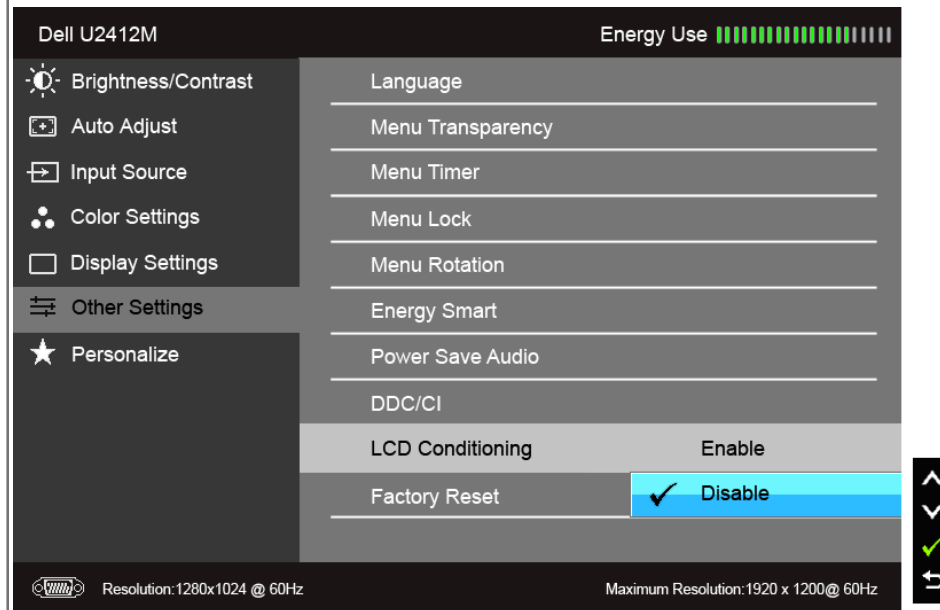 Dell U2412M Energy Use
Brightness/Contrast
Auto Adjust
Input Source
Color Settings
Display Settings
Other Settings
Personalize
Language
Menu Transparency
Menu Timer
Menu Lock
Menu Rotation
Energy Smart
Power Save Audio
DDC/CI
LCD Conditioning Enable
Factory Reset Disable
Resolution:1280x1024 @ 60Hz Maximum Resolution:1920 x 1200@ 60Hz